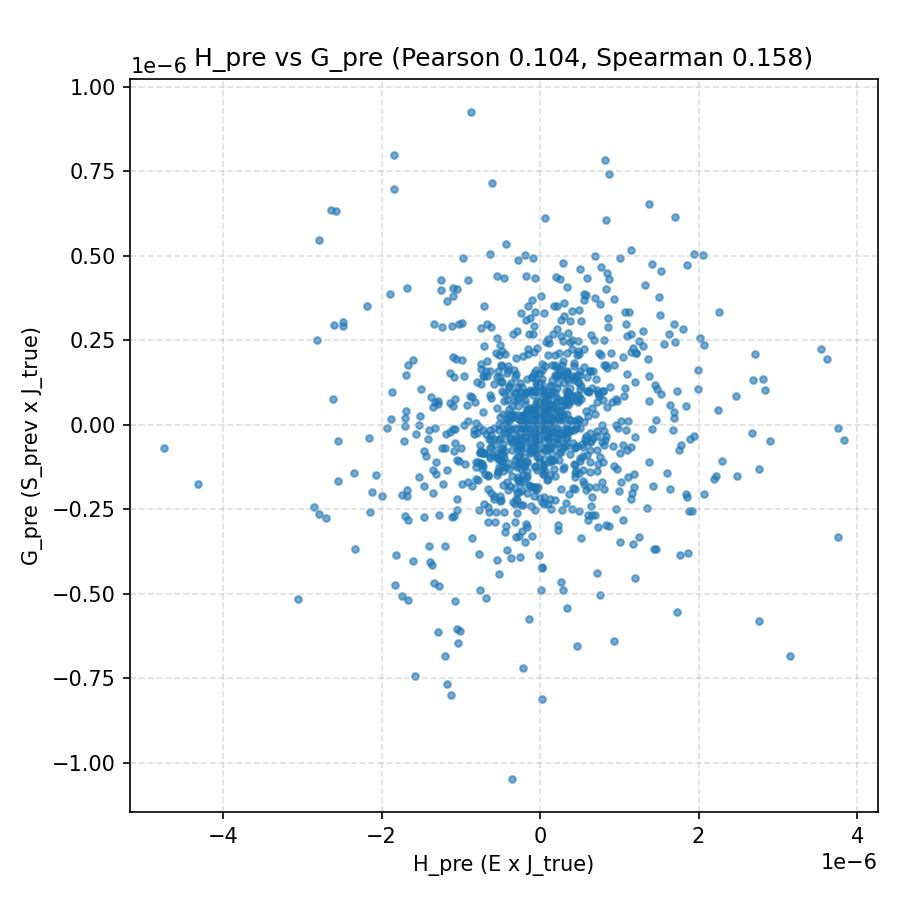 H_pre vs G_pre (Pearson 0.104, Spearman 0.158)
1e−6
1.00
0.75
0.50
0.25
0.00
−0.25
−0.50
−0.75
−1.00
G_pre (S_prev x J_true)
−4 −2 0 2 4
1e−6
H_pre (E x J_true)